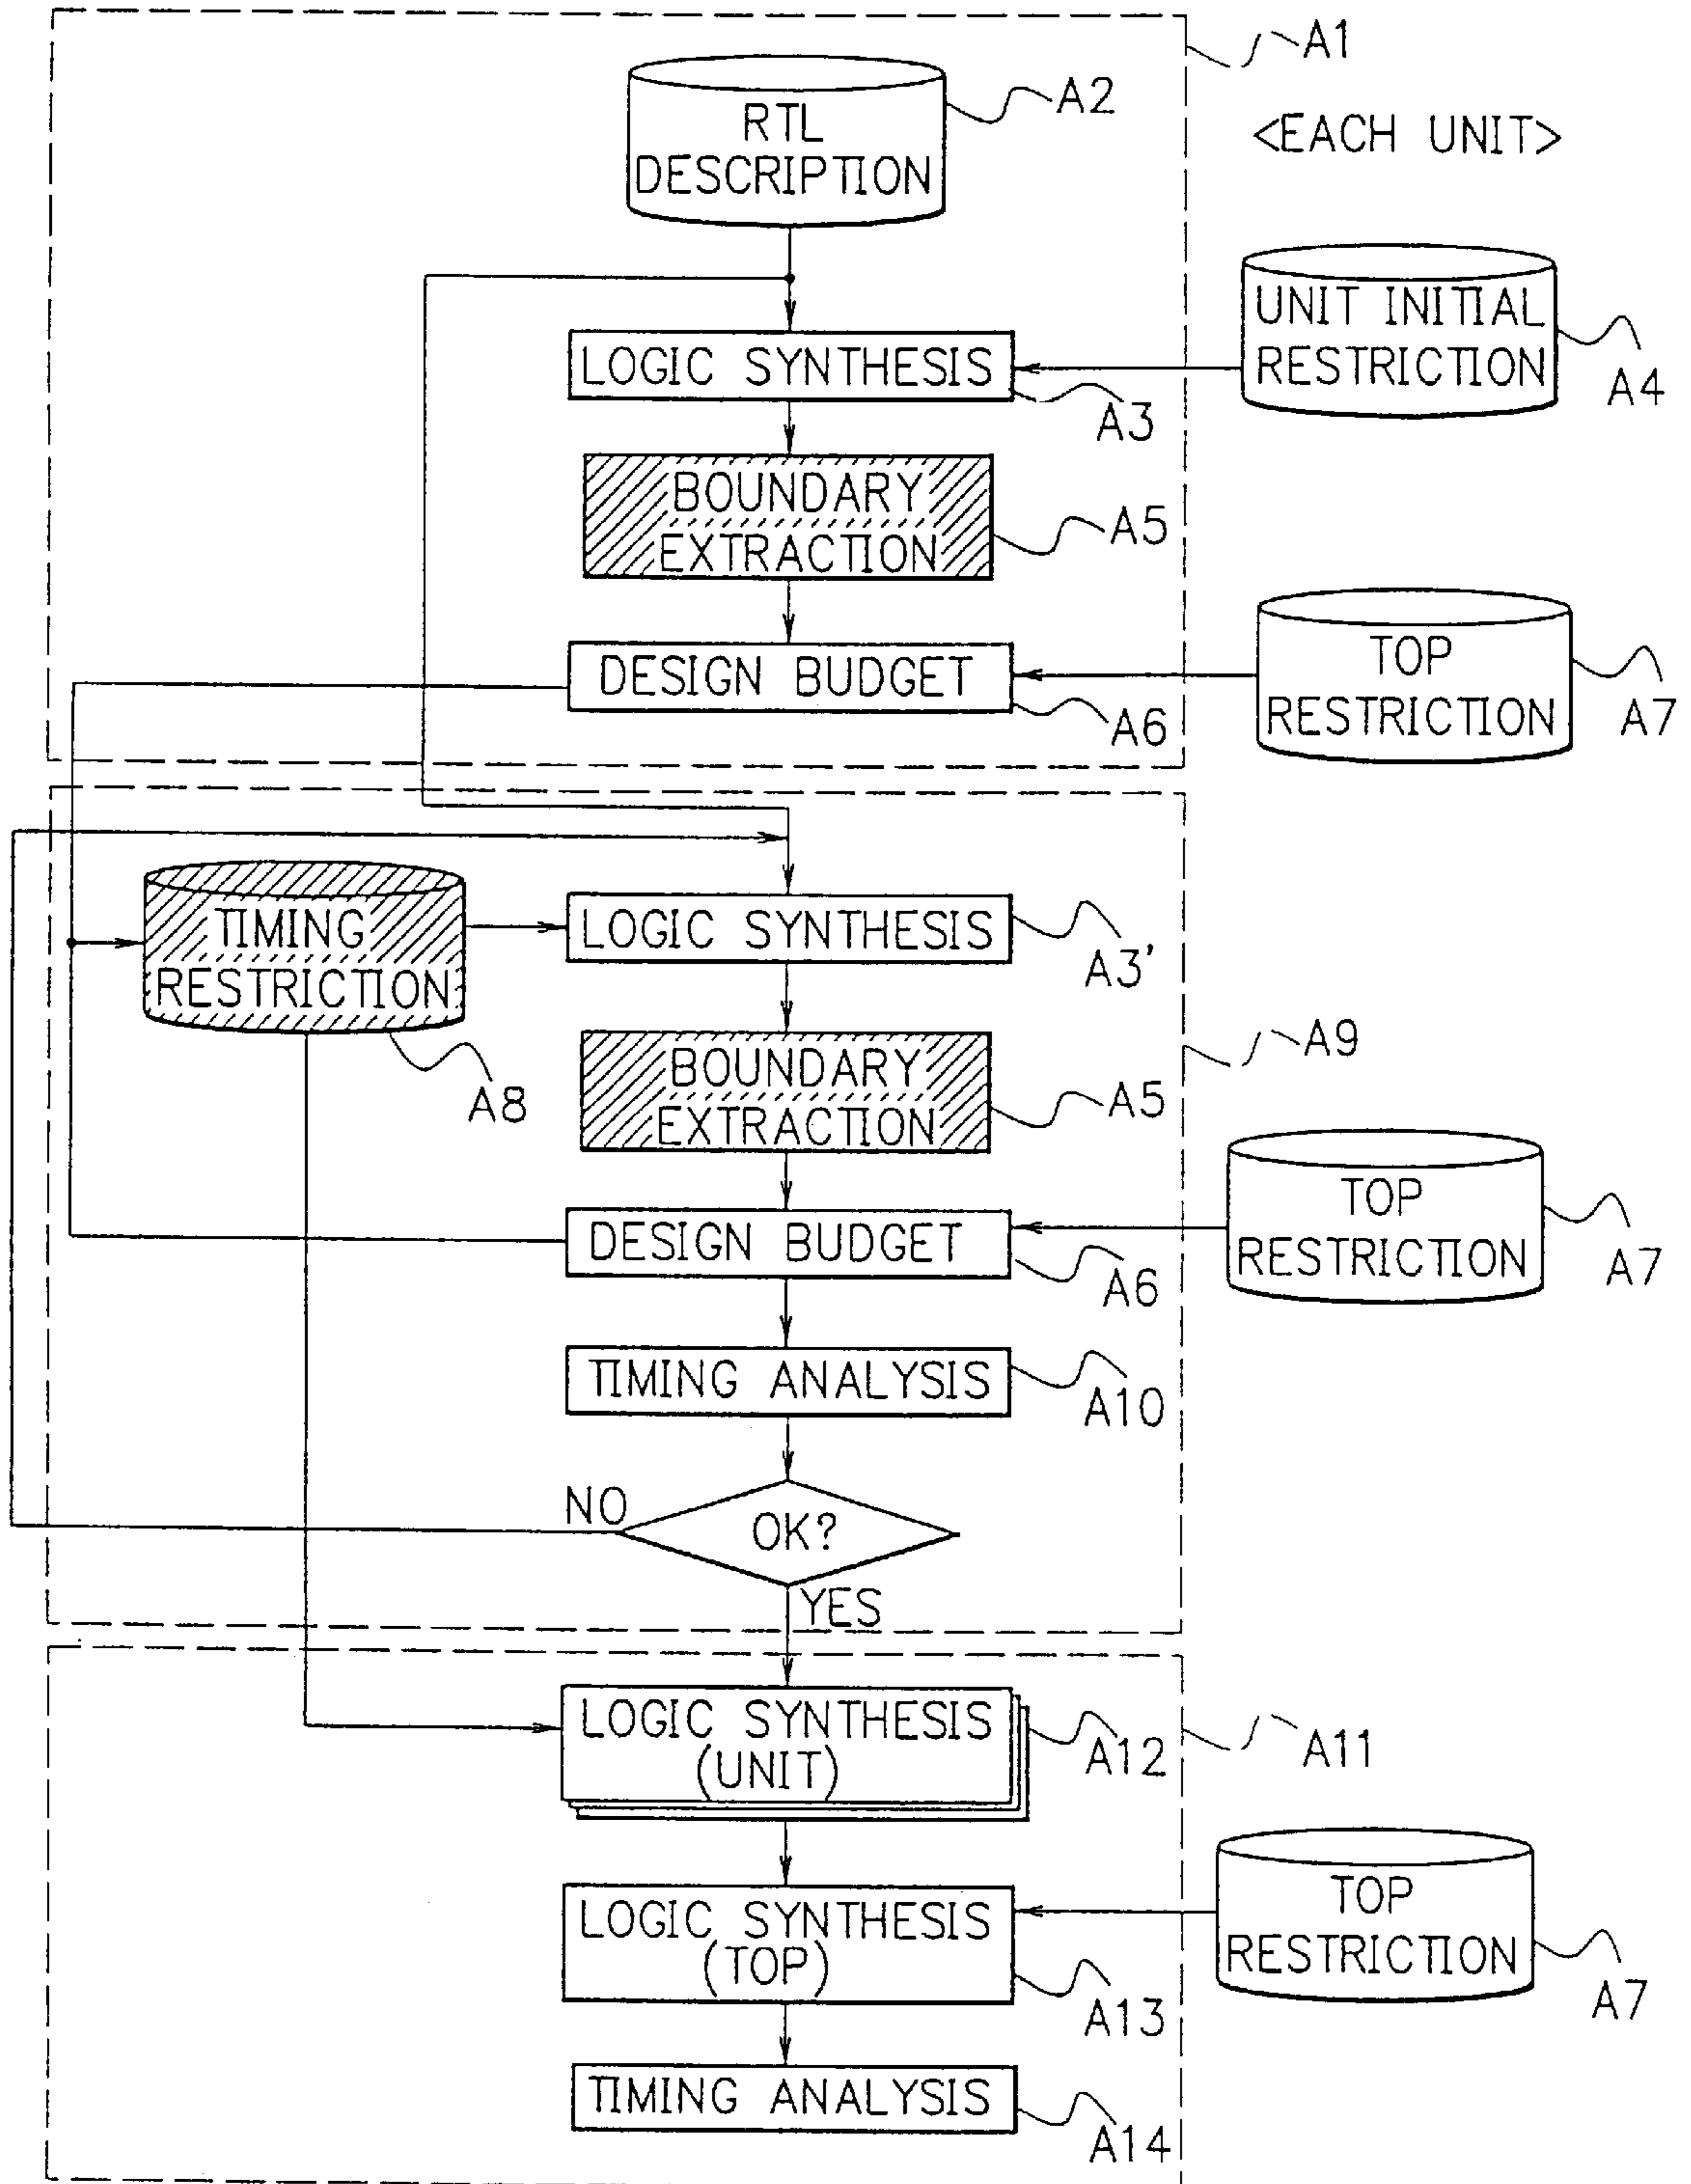 A1
A2
<EACH UNIT>
RTL
DESCRIPTION
UNIT INITIAL
RESTRICTION
A4
LOGIC SYNTHESIS
A3
BOUNDARY
EXTRACTION
A5
TOP
RESTRICTION
A7
DESIGN BUDGET
A6
TIMING
RESTRICTION
A8
LOGIC SYNTHESIS
A3'
A9
BOUNDARY
EXTRACTION
A5
TOP
RESTRICTION
A7
DESIGN BUDGET
A6
TIMING ANALYSIS
A10
NO
OK?
YES
LOGIC SYNTHESIS
(UNIT)
A12
A11
LOGIC SYNTHESIS
(TOP)
A13
TOP
RESTRICTION
A7
TIMING ANALYSIS
A14